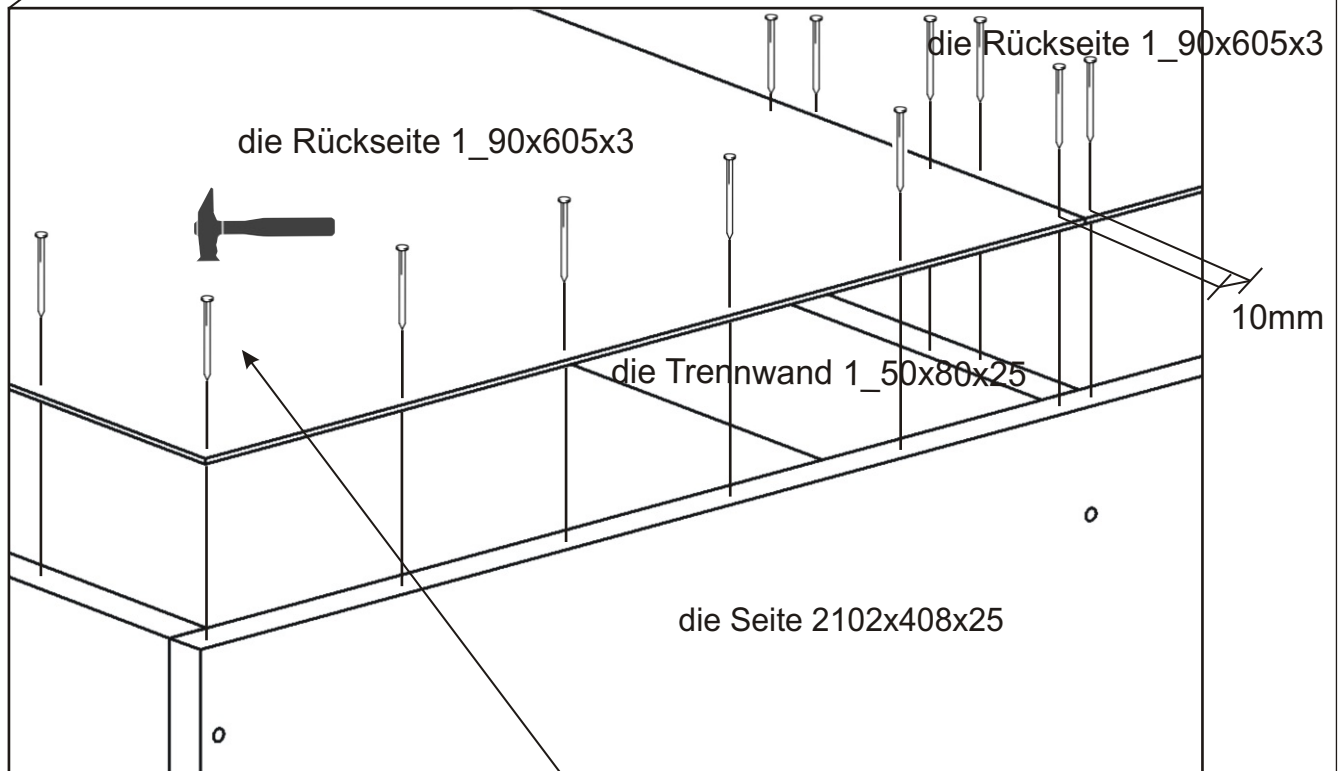 die Rückseite 1_90x605x3
die Rückseite 1_90x605x3
10mm
die Trennwand 1_50x80x25
die Seite 2102x408x25